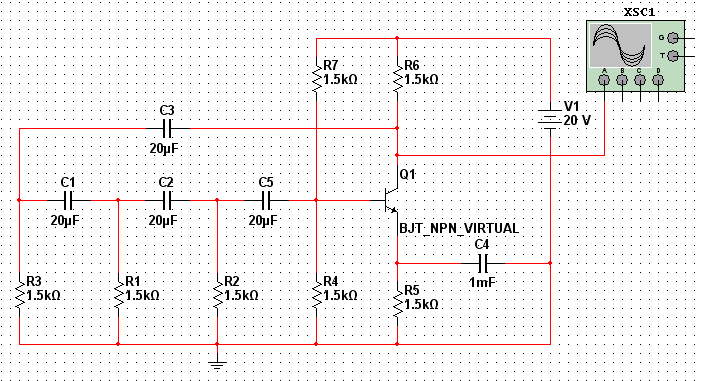 XSC1
G
T
A B C D
R7
1.5kΩ
R6
1.5kΩ
V1
20 V
C3
20µF
Q1
BJT_NPN_VIRTUAL
C1
20µF
C2
20µF
C5
20µF
C4
1mF
R3
1.5kΩ
R1
1.5kΩ
R2
1.5kΩ
R4
1.5kΩ
R5
1.5kΩ